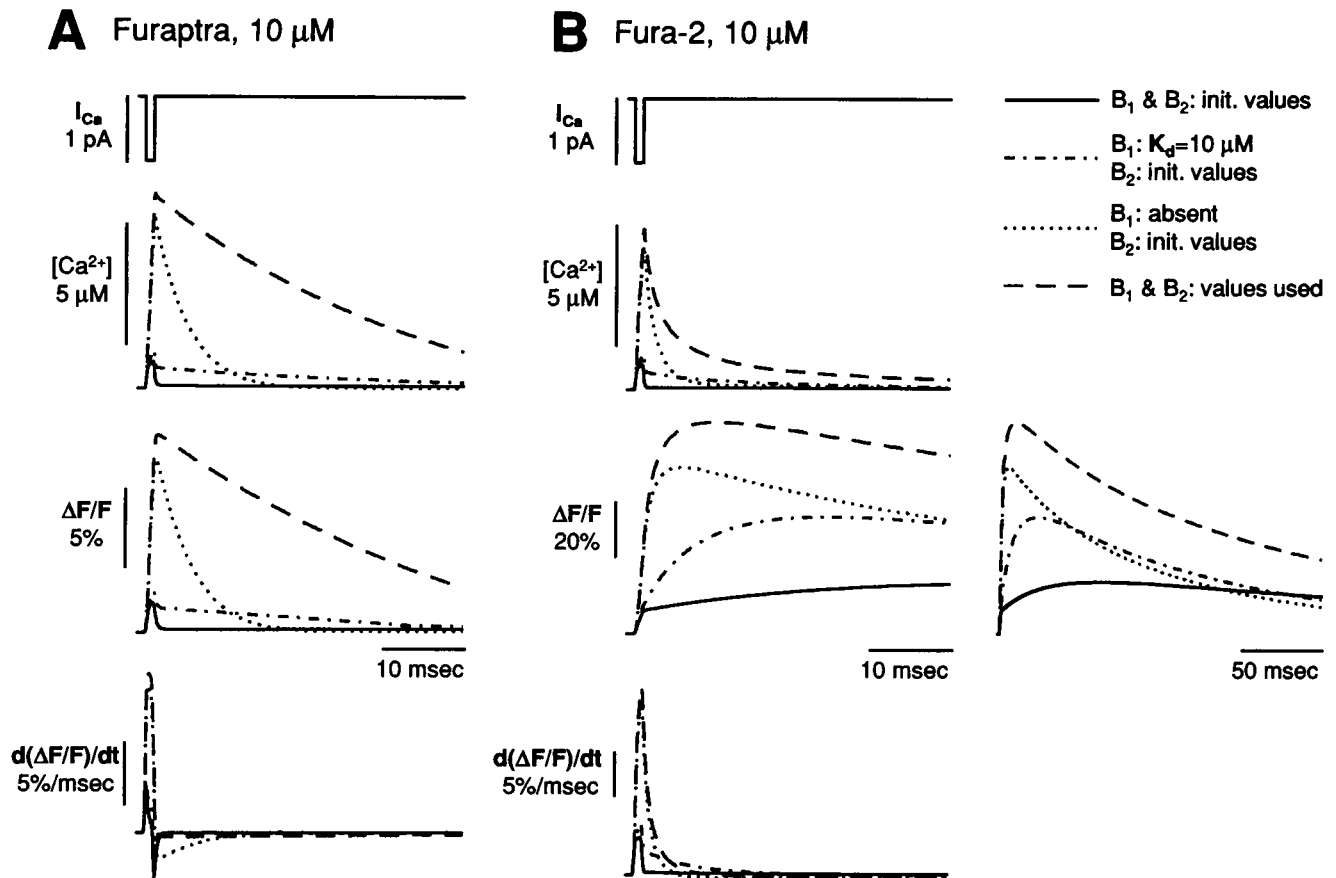 A Furaptra, 10 μM
I_Ca
1 pA
[Ca²⁺]
5 μM
ΔF/F
5%
10 msec
d(ΔF/F)/dt
5%/msec
B Fura-2, 10 μM
I_Ca
1 pA
[Ca²⁺]
5 μM
ΔF/F
20%
10 msec
50 msec
d(ΔF/F)/dt
5%/msec
B₁ & B₂: init. values
B₁: K_d=10 μM
B₂: init. values
B₁: absent
B₂: init. values
B₁ & B₂: values used